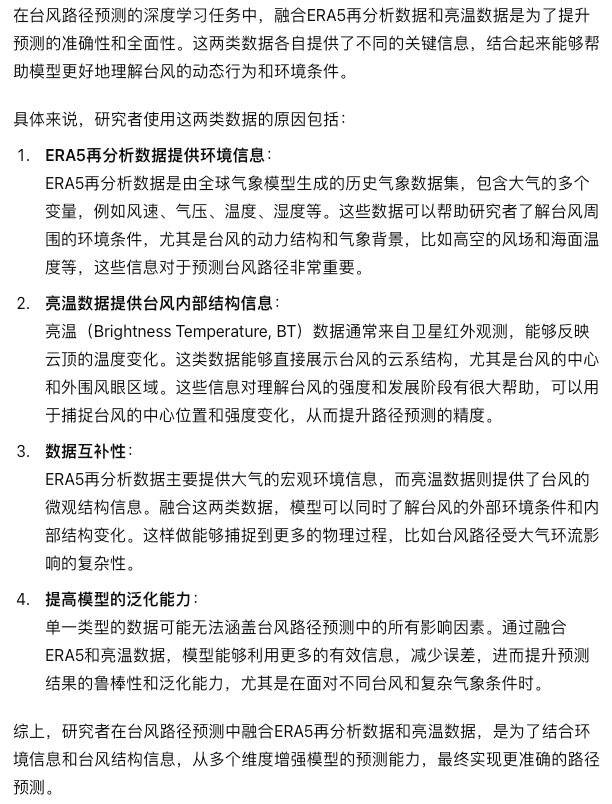 在台风路径预测的深度学习任务中，融合ERA5再分析数据和亮温数据是为了提升
预测的准确性和全面性。这两类数据各自提供了不同的关键信息，结合起来能够帮
助模型更好地理解台风的动态行为和环境条件。
具体来说，研究者使用这两类数据的原因包括：
1. ERA5再分析数据提供环境信息：
ERA5再分析数据是由全球气象模型生成的历史气象数据集，包含大气的多个
变量，例如风速、气压、温度、湿度等。这些数据可以帮助研究者了解台风周
围的环境条件，尤其是台风的动力结构和气象背景，比如高空的风场和海面温
度等，这些信息对于预测台风路径非常重要。
2. 亮温数据提供台风内部结构信息：
亮温（Brightness Temperature, BT）数据通常来自卫星红外观测，能够反映
云顶的温度变化。这类数据能够直接展示台风的云系结构，尤其是台风的中心
和外围风眼区域。这些信息对理解台风的强度和发展阶段有很大帮助，可以用
于捕捉台风的中心位置和强度变化，从而提升路径预测的精度。
3. 数据互补性：
ERA5再分析数据主要提供大气的宏观环境信息，而亮温数据则提供了台风的
微观结构信息。融合这两类数据，模型可以同时了解台风的外部环境条件和内
部结构变化。这样做能够捕捉到更多的物理过程，比如台风路径受大气环流影
响的复杂性。
4. 提高模型的泛化能力：
单一类型的数据可能无法涵盖台风路径预测中的所有影响因素。通过融合
ERA5和亮温数据，模型能够利用更多的有效信息，减少误差，进而提升预测
结果的鲁棒性和泛化能力，尤其是在面对不同台风和复杂气象条件时。
综上，研究者在台风路径预测中融合ERA5再分析数据和亮温数据，是为了结合环
境信息和台风结构信息，从多个维度增强模型的预测能力，最终实现更准确的路径
预测。